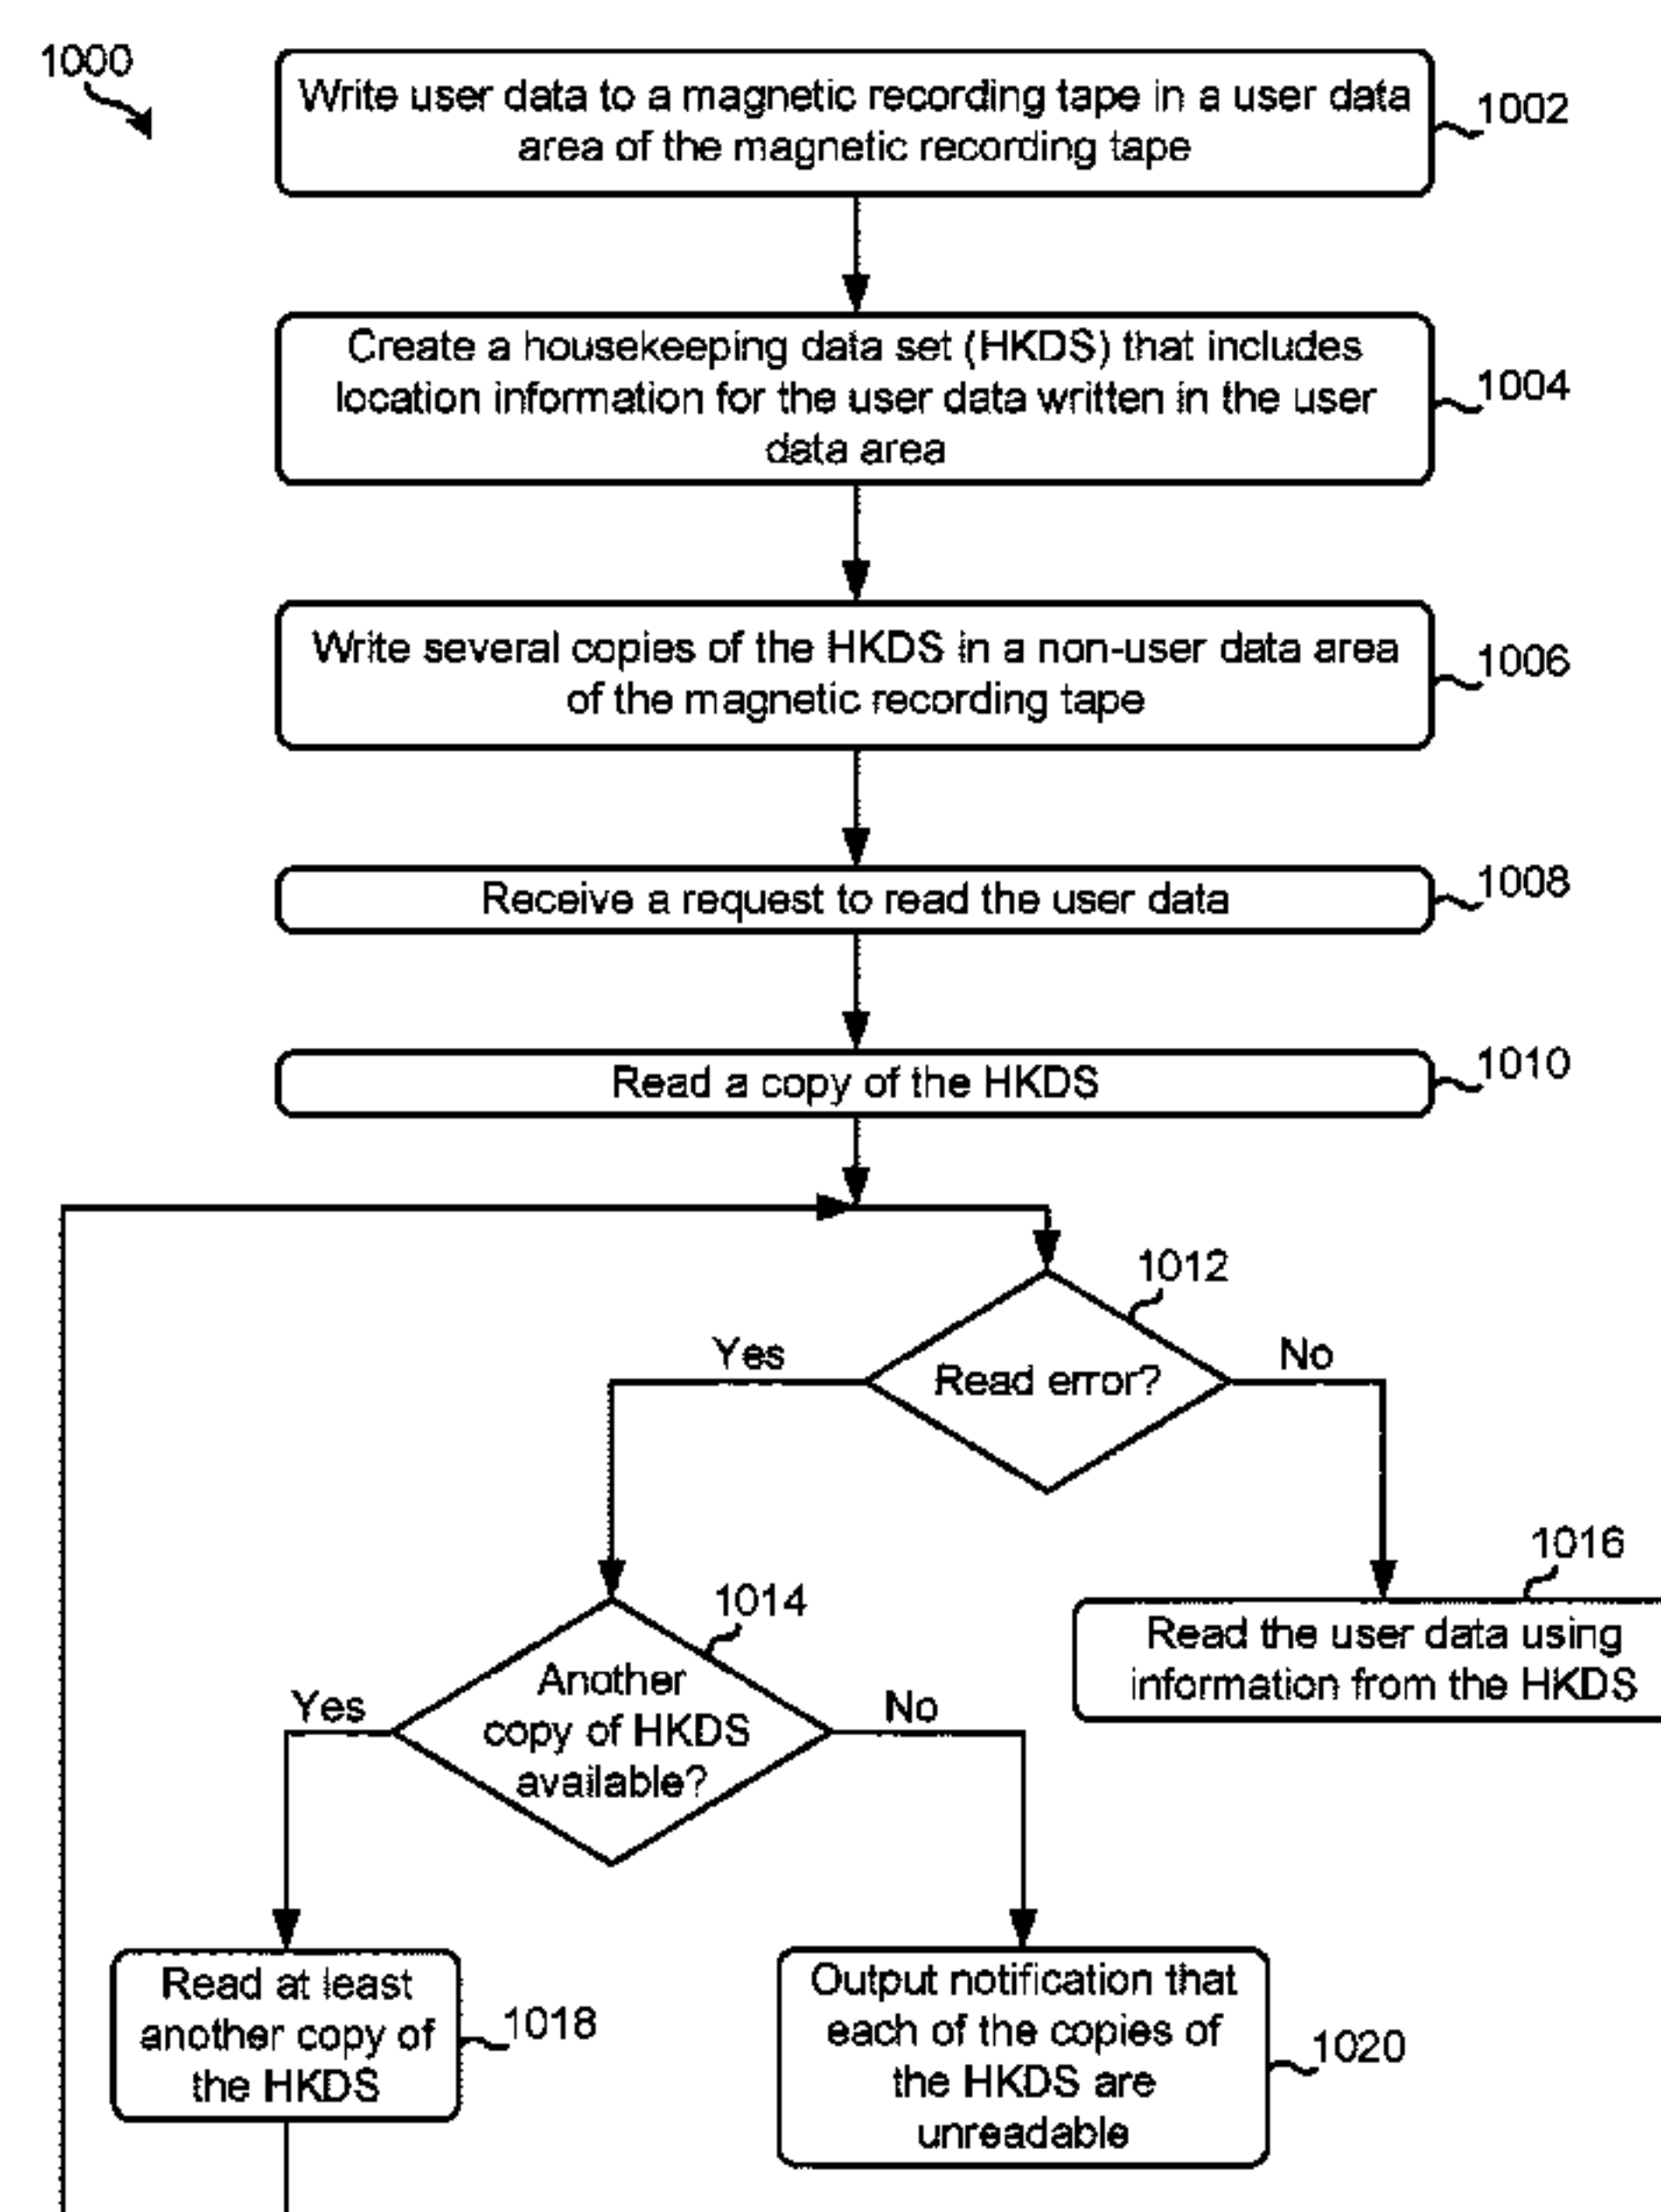 1000
Write user data to a magnetic recording tape in a user data
area of the magnetic recording tape
1002
Create a housekeeping data set (HKDS) that includes
location information for the user data written in the user
data area
1004
Write several copies of the HKDS in a non-user data area
of the magnetic recording tape
1006
Receive a request to read the user data
1008
Read a copy of the HKDS
1010
1012
Yes
Read error?
No
1016
Read the user data using
information from the HKDS
1014
Yes
Another
copy of HKDS
available?
No
Read at least
another copy of
the HKDS
1018
Output notification that
each of the copies of
the HKDS are
unreadable
1020